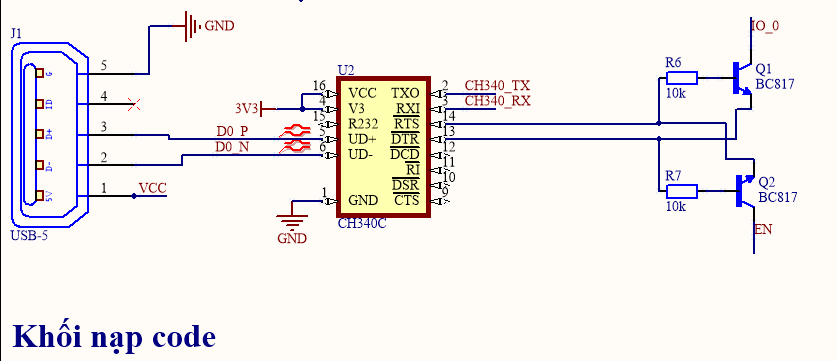 IO_0
J1
GND
G
5
ID
4
D+
3
D0_P
D-
2
D0_N
5V
1
VCC
USB-5
3V3
U2
16
VCC
TXO
2
CH340_TX
4
V3
RXI
3
CH340_RX
15
R232
RTS
14
5
UD+
DTR
13
6
UD-
DCD
12
RI
11
DSR
10
1
GND
CTS
9
CH340C
GND
R6
10k
Q1
BC817
R7
10k
Q2
BC817
EN
Khối nạp code